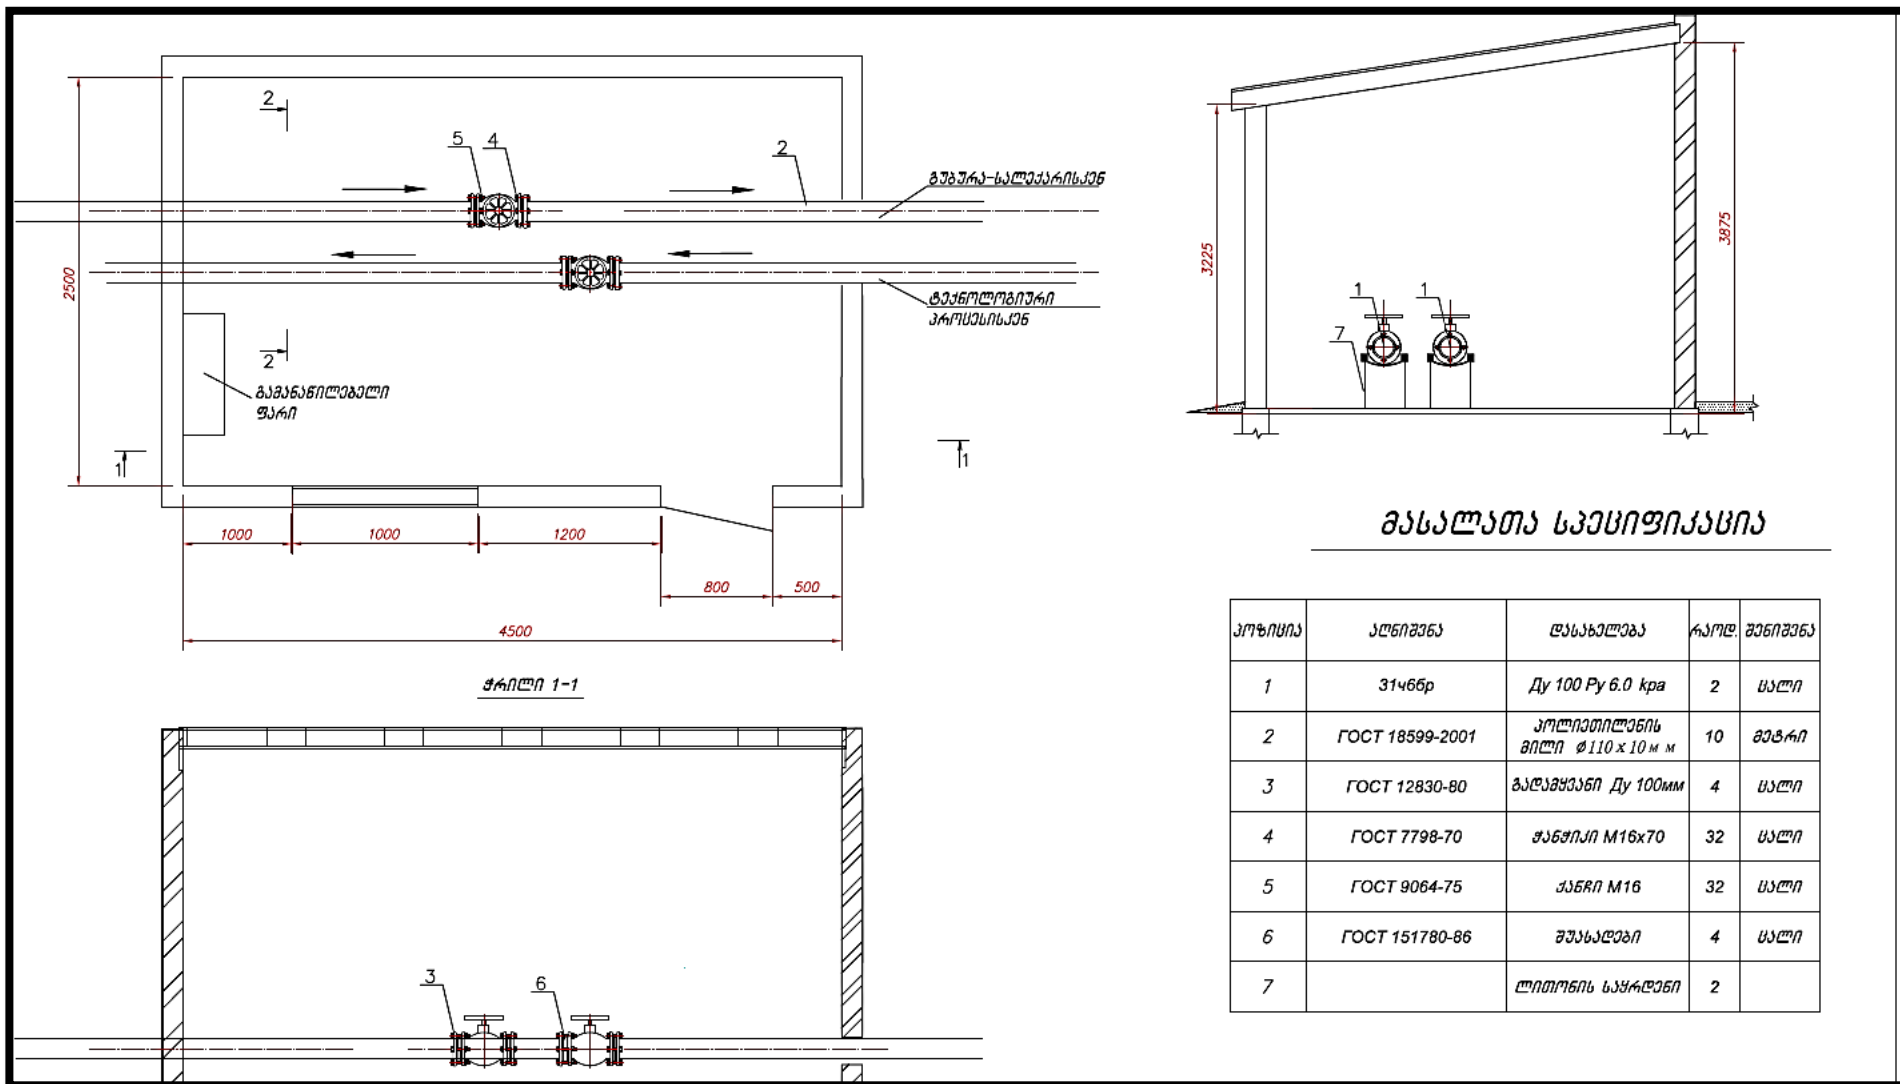 2
5 4
2
გუბურა-სალექარისკენ
2500
ტექნოლოგიური
პროცესისკენ
2
გამანაწილებელი
ფარი
1
1
1000
1000
1200
800
500
4500
3225
3875
1
1
7
ჭრილი 1-1
3
6
მასალათა სპეციფიკაცია
პოზიცია აღნიშვნა დასახელება რაოდ. შენიშვნა
1 31ч6бр Ду 100 Ру 6.0 kpa 2 ცალი
2 ГОСТ 18599-2001 პოლიეთილენის
მილი Ø110 x 10 м м 10 მეტრი
3 ГОСТ 12830-80 გადამყვანი Ду 100мм 4 ცალი
4 ГОСТ 7798-70 ჭანჭიკი M16x70 32 ცალი
5 ГОСТ 9064-75 ქანჩი M16 32 ცალი
6 ГОСТ 151780-86 შუასადები 4 ცალი
7 ლითონის საყრდენი 2